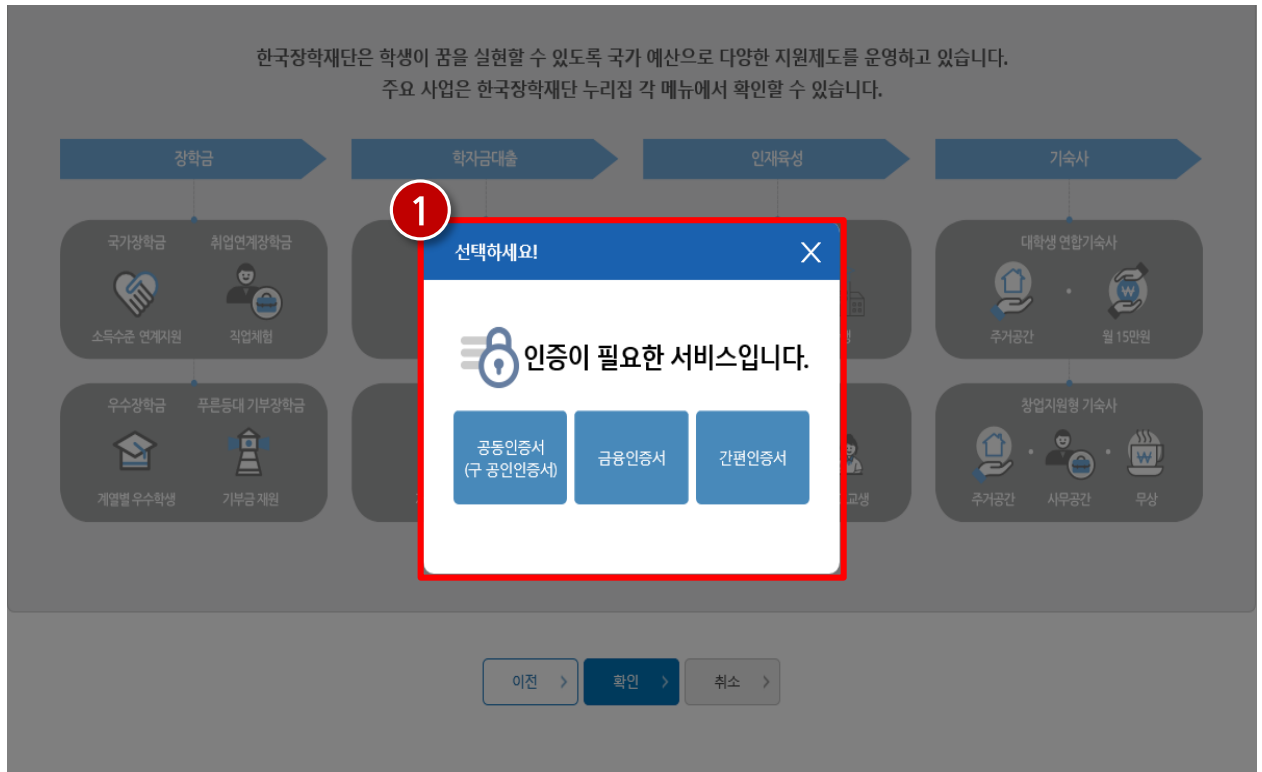 한국장학재단은 학생이 꿈을 실현할 수 있도록 국가 예산으로 다양한 지원제도를 운영하고 있습니다.
주요 사업은 한국장학재단 누리집 각 메뉴에서 확인할 수 있습니다.
장학금
학자금대출
인재육성
기숙사
1
선택하세요!
인증이 필요한 서비스입니다.
공동인증서
(구 공인인증서)
금융인증서
간편인증서
국가장학금 취업연계장학금
소득수준 연계지원 직업체험
대학생 연합기숙사
주거공간 월 15만원
우수장학금 푸른등대 기부장학금
계열별 우수학생 기부금 재원
창업지원형 기숙사
주거공간 사무공간 무상
이전
확인
취소